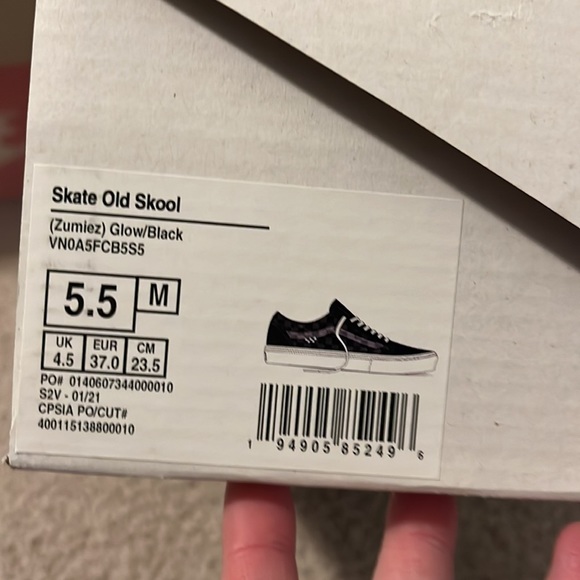 Skate Old Skool
(Zumiez) Glow/Black
VN0A5FCB5S5
5.5 M
UK EUR CM
4.5 37.0 23.5
PO# 0140607344000010
S2V - 01/21
CPSIA PO/CUT#
400115138800010
1 94905 85249 6